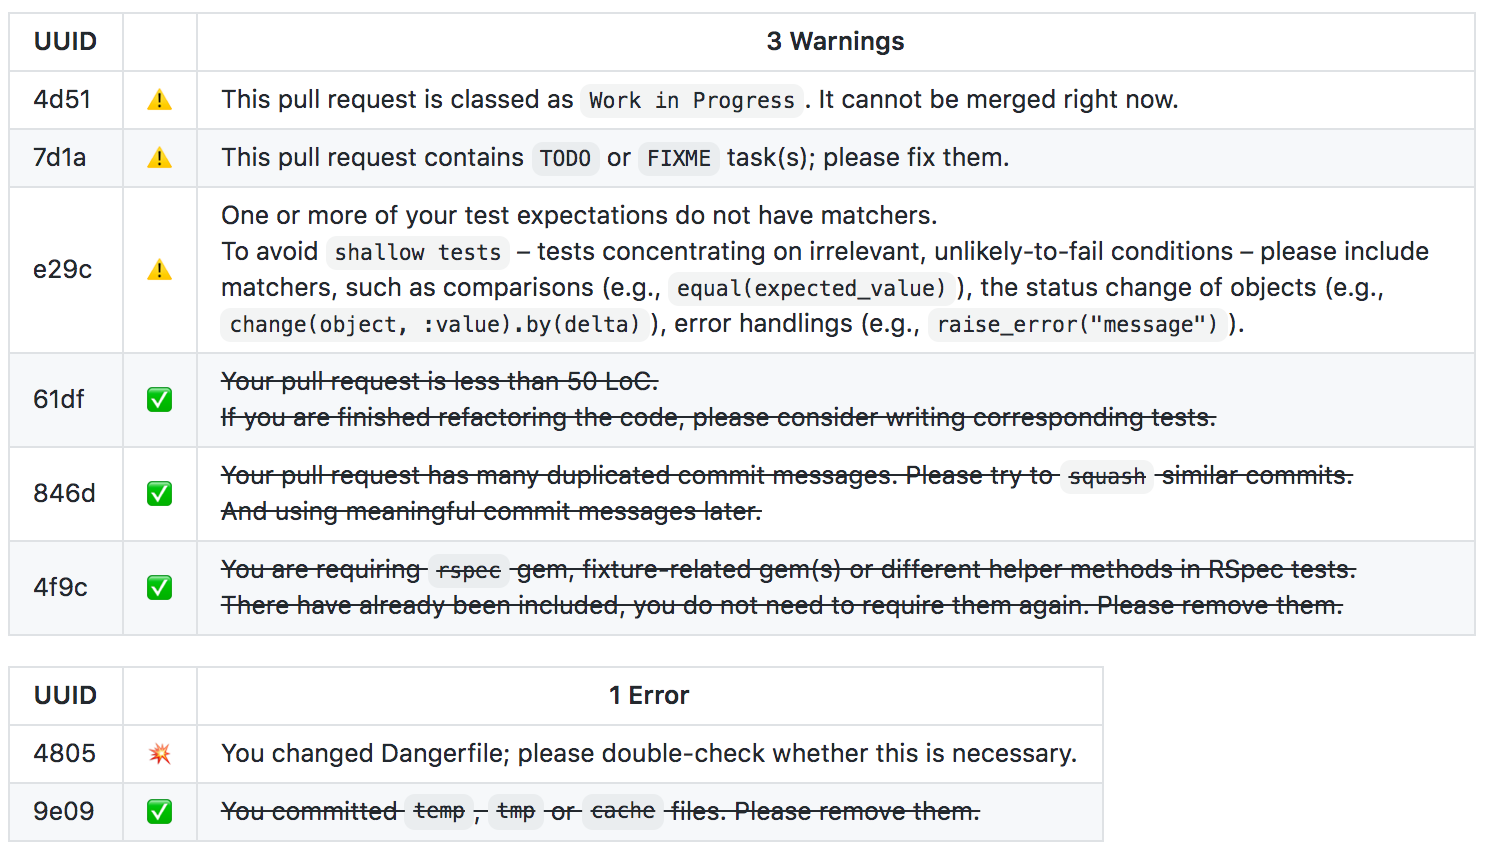 UUID 3 Warnings
4d51 ⚠️ This pull request is classed as Work in Progress. It cannot be merged right now.
7d1a ⚠️ This pull request contains TODO or FIXME task(s); please fix them.
One or more of your test expectations do not have matchers.
To avoid shallow tests – tests concentrating on irrelevant, unlikely-to-fail conditions – please include
e29c ⚠️ matchers, such as comparisons (e.g., equal(expected_value)), the status change of objects (e.g.,
change(object, :value).by(delta)), error handlings (e.g., raise_error("message")).
61df ✅ Your pull request is less than 50 LoC.
If you are finished refactoring the code, please consider writing corresponding tests.
846d ✅ Your pull request has many duplicated commit messages. Please try to squash similar commits.
And using meaningful commit messages later.
4f9c ✅ You are requiring rspec gem, fixture-related gem(s) or different helper methods in RSpec tests.
There have already been included, you do not need to require them again. Please remove them.
UUID 1 Error
4805 💥 You changed Dangerfile; please double-check whether this is necessary.
9e09 ✅ You committed temp, tmp or cache files. Please remove them.